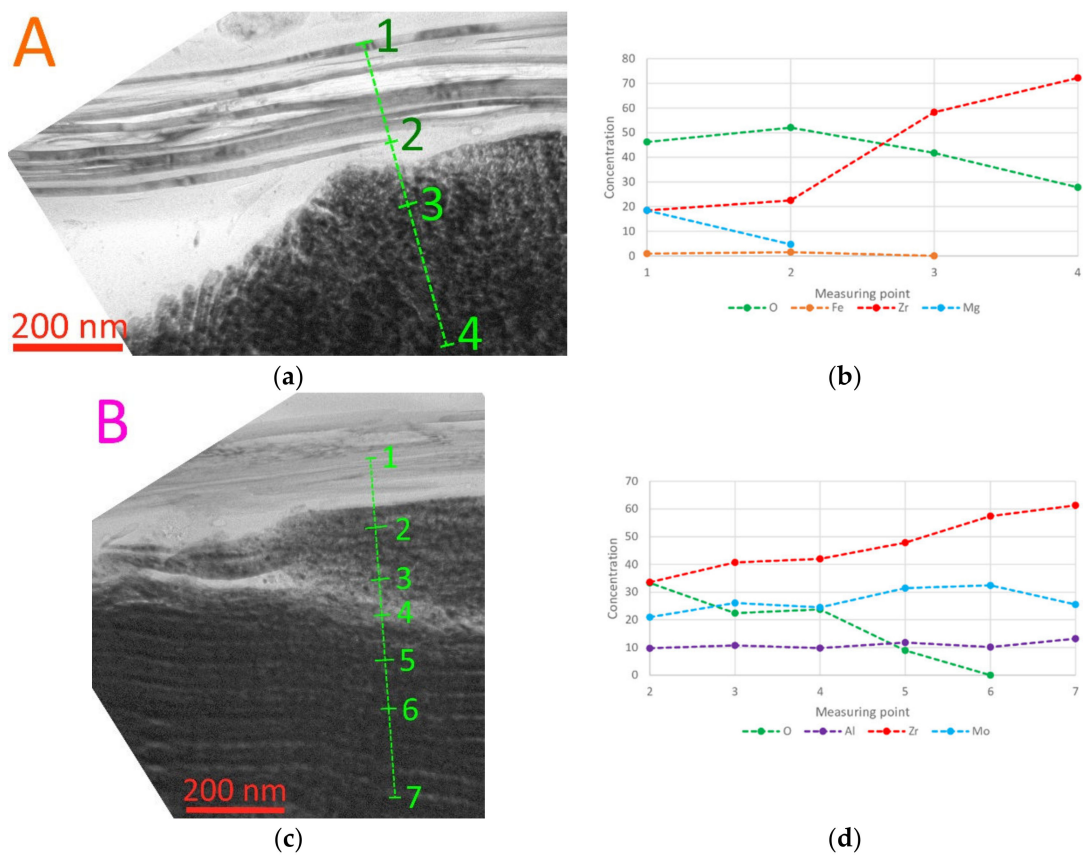 A
1
2
3
4
200 nm
(a)
80
70
60
50
40
30
20
10
0
Concentration
1 2 3 4
Measuring point
O Fe Zr Mg
(b)
B
1
2
3
4
5
6
7
200 nm
(c)
70
60
50
40
30
20
10
0
Concentration
2 3 4 5 6 7
Measuring point
O Al Zr Mo
(d)